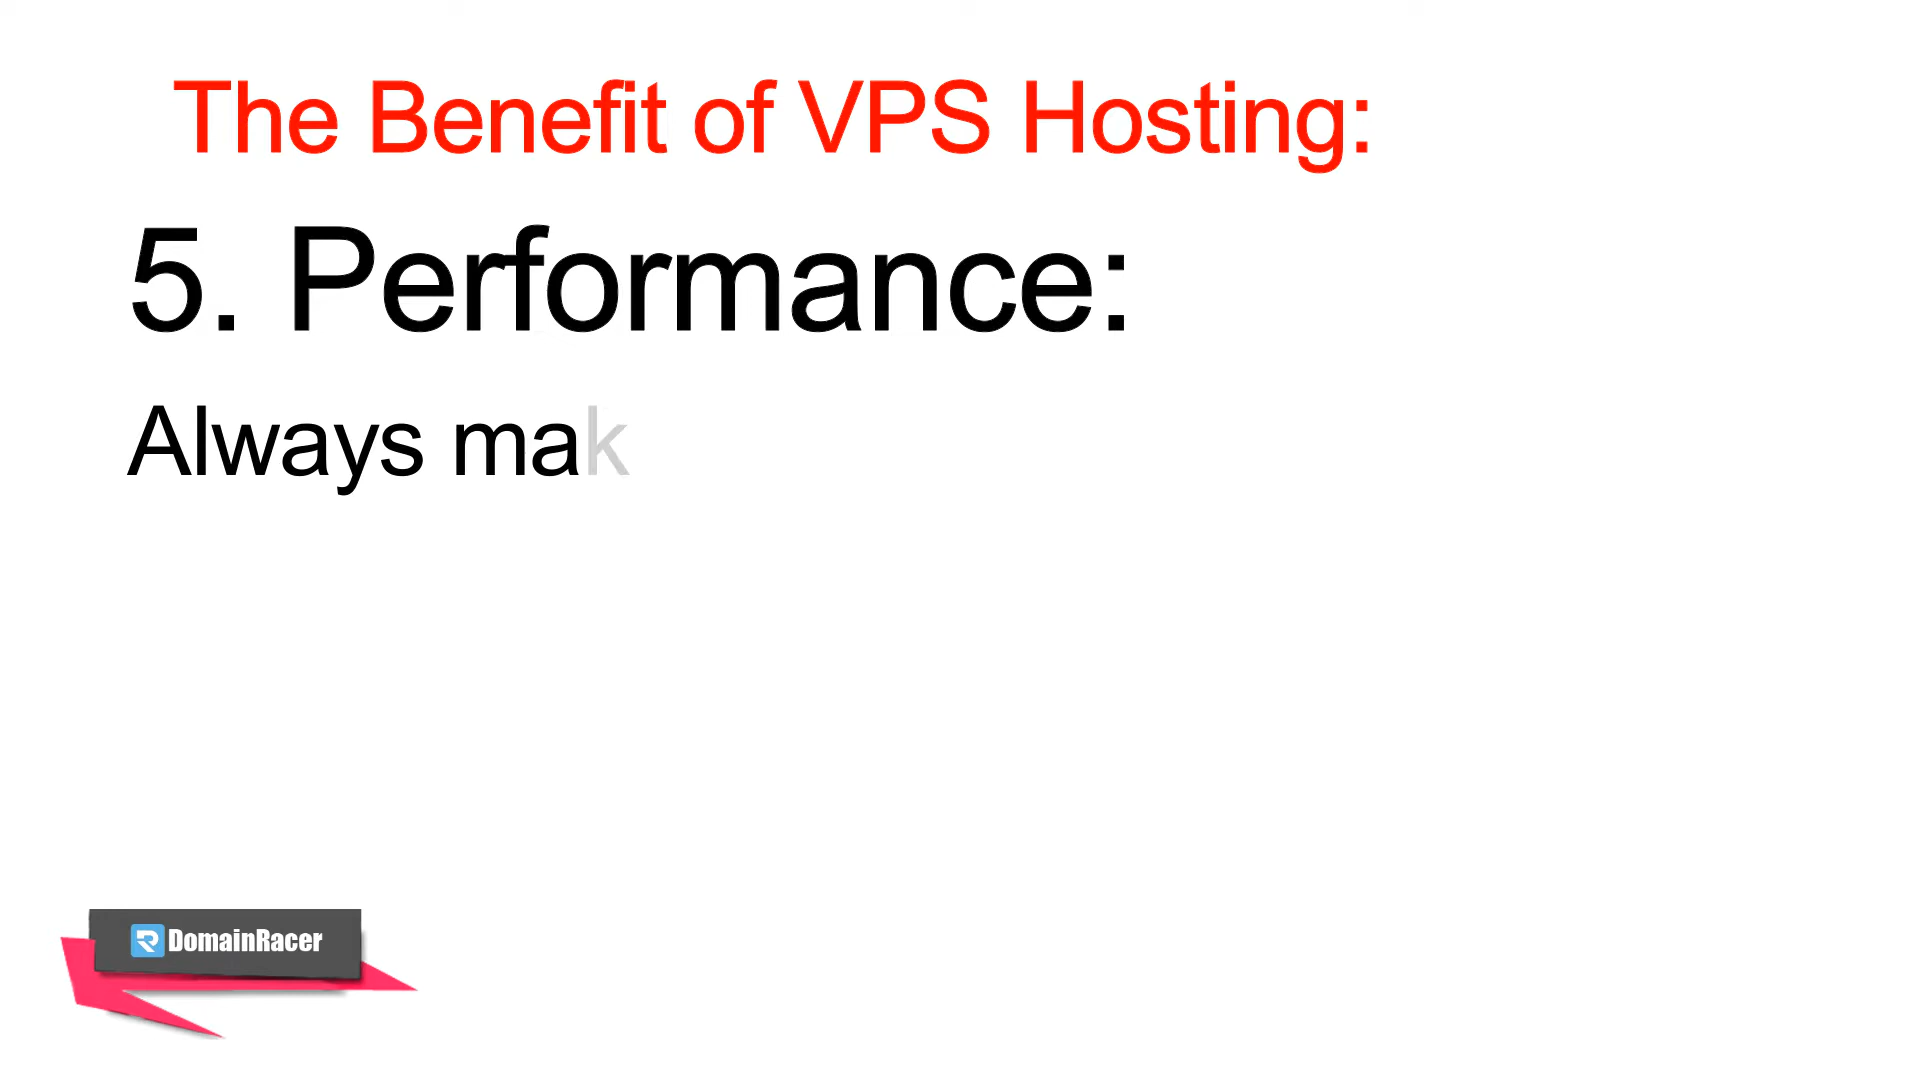 The Benefit of VPS Hosting:
5. Performance:
Always mak
DomainRacer